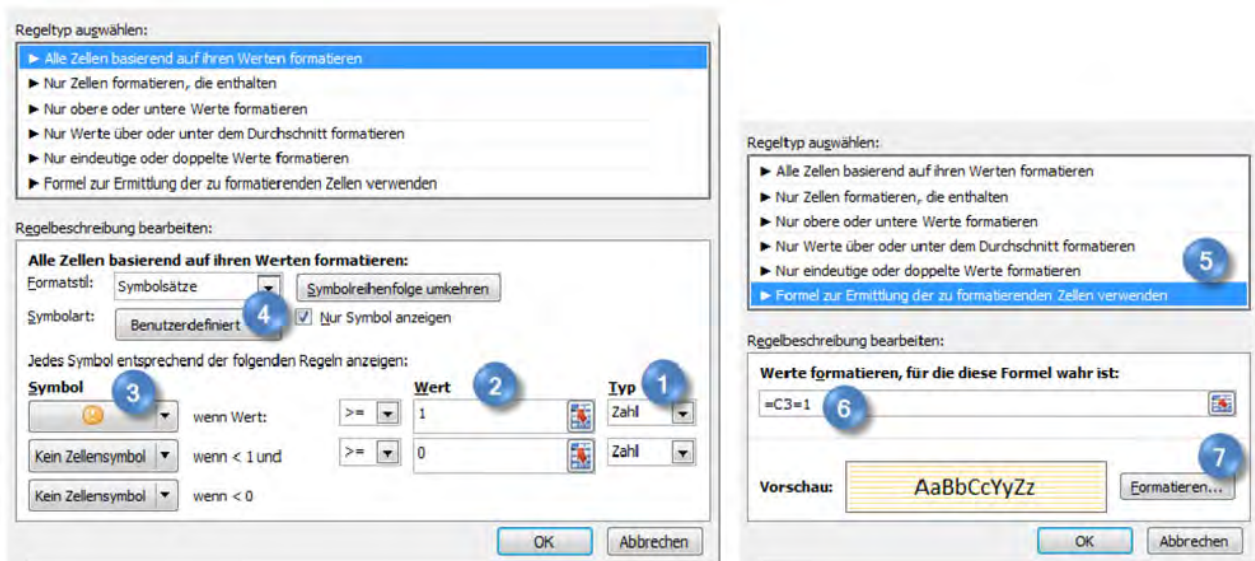 Regeltyp auswählen:
► Alle Zellen basierend auf ihren Werten formatieren
► Nur Zellen formatieren, die enthalten
► Nur obere oder untere Werte formatieren
► Nur Werte über oder unter dem Durchschnitt formatieren
► Nur eindeutige oder doppelte Werte formatieren
► Formel zur Ermittlung der zu formatierenden Zellen verwenden
Regelbeschreibung bearbeiten:
Alle Zellen basierend auf ihren Werten formatieren:
Formatstil: Symbolsätze Symbolreihenfolge umkehren
Symbolart: Benutzerdefiniert 4 Nur Symbol anzeigen
Jedes Symbol entsprechend der folgenden Regeln anzeigen:
Symbol 3 Wert 2 Typ 1
wenn Wert: >= 1 Zahl
Kein Zellensymbol wenn < 1 und >= 0 Zahl
Kein Zellensymbol wenn < 0
OK Abbrechen
Regeltyp auswählen:
► Alle Zellen basierend auf ihren Werten formatieren
► Nur Zellen formatieren, die enthalten
► Nur obere oder untere Werte formatieren
► Nur Werte über oder unter dem Durchschnitt formatieren
► Nur eindeutige oder doppelte Werte formatieren 5
► Formel zur Ermittlung der zu formatierenden Zellen verwenden
Regelbeschreibung bearbeiten:
Werte formatieren, für die diese Formel wahr ist:
=C3=1 6
7
Vorschau: AaBbCcYyZz Formatieren...
OK Abbrechen